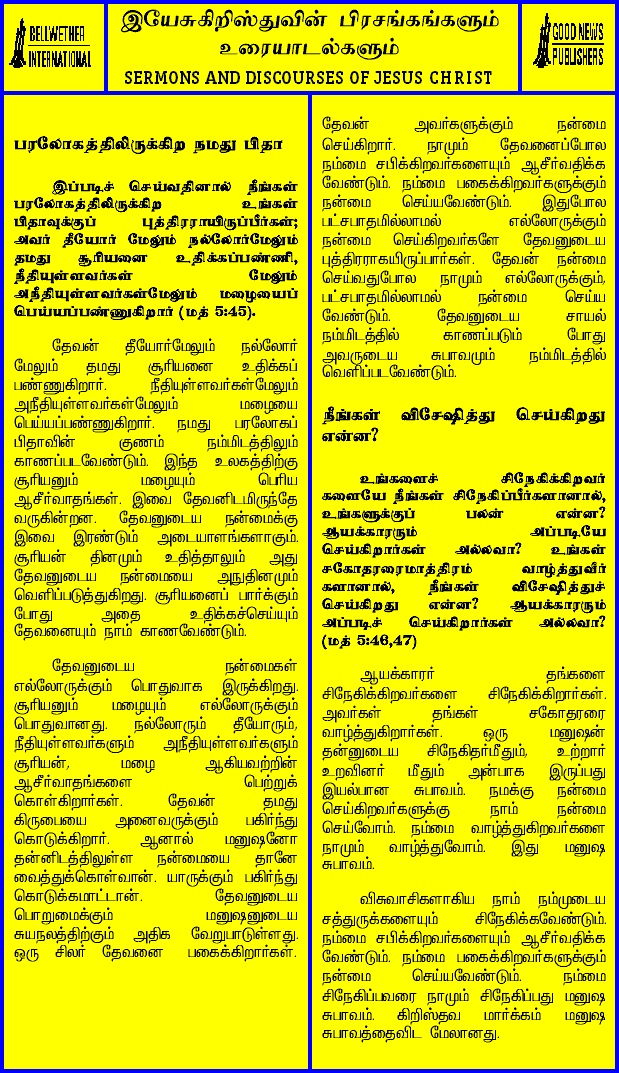 BELLWETHER
INTERNATIONAL
இயேசுகிறிஸ்துவின் பிரசங்கங்களும்
உரையாடல்களும்
SERMONS AND DISCOURSES OF JESUS CHRIST
GOOD NEWS
PUBLISHERS
பரலோகத்திலிருக்கிற நமது பிதா
இப்படிச் செய்வதினால் நீங்கள்
பரலோகத்திலிருக்கிற உங்கள்
பிதாவுக்குப் புத்திரராயிருப்பீர்கள்;
அவர் தீயோர் மேலும் நல்லோர்மேலும்
தமது சூரியனை உதிக்கப்பண்ணி,
நீதியுள்ளவர்கள் மேலும்
அநீதியுள்ளவர்கள்மேலும் மழையைப்
பெய்யப்பண்ணுகிறார் (மத் 5:45).
தேவன் தீயோர்மேலும் நல்லோர்
மேலும் தமது சூரியனை உதிக்கப்
பண்ணுகிறார். நீதியுள்ளவர்கள்மேலும்
அநீதியுள்ளவர்கள்மேலும் மழையை
பெய்யப்பண்ணுகிறார். நமது பரலோகப்
பிதாவின் குணம் நம்மிடத்திலும்
காணப்படவேண்டும். இந்த உலகத்திற்கு
சூரியனும் மழையும் பெரிய
ஆசீர்வாதங்கள். இவை தேவனிடமிருந்தே
வருகின்றன. தேவனுடைய நன்மைக்கு
இவை இரண்டும் அடையாளங்களாகும்.
சூரியன் தினமும் உதித்தாலும் அது
தேவனுடைய நன்மையை அநுதினமும்
வெளிப்படுத்துகிறது. சூரியனைப் பார்க்கும்
போது அதை உதிக்கச்செய்யும்
தேவனையும் நாம் காணவேண்டும்.
தேவனுடைய நன்மைகள்
எல்லோருக்கும் பொதுவாக இருக்கிறது.
சூரியனும் மழையும் எல்லோருக்கும்
பொதுவானது. நல்லோரும் தீயோரும்,
நீதியுள்ளவர்களும் அநீதியுள்ளவர்களும்
சூரியன், மழை ஆகியவற்றின்
ஆசீர்வாதங்களை பெற்றுக்
கொள்கிறார்கள். தேவன் தமது
கிருபையை அனைவருக்கும் பகிர்ந்து
கொடுக்கிறார். ஆனால் மனுஷனோ
தன்னிடத்திலுள்ள நன்மையை தானே
வைத்துக்கொள்வான். யாருக்கும் பகிர்ந்து
கொடுக்கமாட்டான். தேவனுடைய
பொறுமைக்கும் மனுஷனுடைய
சுயநலத்திற்கும் அதிக வேறுபாடுள்ளது.
ஒரு சிலர் தேவனை பகைக்கிறார்கள்.
தேவன் அவர்களுக்கும் நன்மை
செய்கிறார். நாமும் தேவனைப்போல
நம்மை சபிக்கிறவர்களையும் ஆசீர்வதிக்க
வேண்டும். நம்மை பகைக்கிறவர்களுக்கும்
நன்மை செய்யவேண்டும். இதுபோல
பட்சபாதமில்லாமல் எல்லோருக்கும்
நன்மை செய்கிறவர்களே தேவனுடைய
புத்திரராகயிருப்பார்கள். தேவன் நன்மை
செய்வதுபோல நாமும் எல்லோருக்கும்,
பட்சபாதமில்லாமல் நன்மை செய்ய
வேண்டும். தேவனுடைய சாயல்
நம்மிடத்தில் காணப்படும் போது
அவருடைய சுபாவமும் நம்மிடத்தில்
வெளிப்படவேண்டும்.
நீங்கள் விசேஷித்து செய்கிறது
என்ன?
உங்களைச் சிநேகிக்கிறவர்
களையே நீங்கள் சிநேகிப்பீர்களானால்,
உங்களுக்குப் பலன் என்ன?
ஆயக்காரரும் அப்படியே
செய்கிறார்கள் அல்லவா? உங்கள்
சகோதரரைமாத்திரம் வாழ்த்துவீர்
களானால், நீங்கள் விசேஷித்துச்
செய்கிறது என்ன? ஆயக்காரரும்
அப்படிச் செய்கிறார்கள் அல்லவா?
(மத் 5:46,47)
ஆயக்காரர் தங்களை
சிநேகிக்கிறவர்களை சிநேகிக்கிறார்கள்.
அவர்கள் தங்கள் சகோதரரை
வாழ்த்துகிறார்கள். ஒரு மனுஷன்
தன்னுடைய சிநேகிதர்மீதும், உற்றார்
உறவினர் மீதும் அன்பாக இருப்பது
இயல்பான சுபாவம். நமக்கு நன்மை
செய்கிறவர்களுக்கு நாம் நன்மை
செய்வோம். நம்மை வாழ்த்துகிறவர்களை
நாமும் வாழ்த்துவோம். இது மனுஷ
சுபாவம்.
விசுவாசிகளாகிய நாம் நம்முடைய
சத்துருக்களையும் சிநேகிக்கவேண்டும்.
நம்மை சபிக்கிறவர்களையும் ஆசீர்வதிக்க
வேண்டும். நம்மை பகைக்கிறவர்களுக்கும்
நன்மை செய்யவேண்டும். நம்மை
சிநேகிப்பவரை நாமும் சிநேகிப்பது மனுஷ
சுபாவம். கிறிஸ்தவ மார்க்கம் மனுஷ
சுபாவத்தைவிட மேலானது.